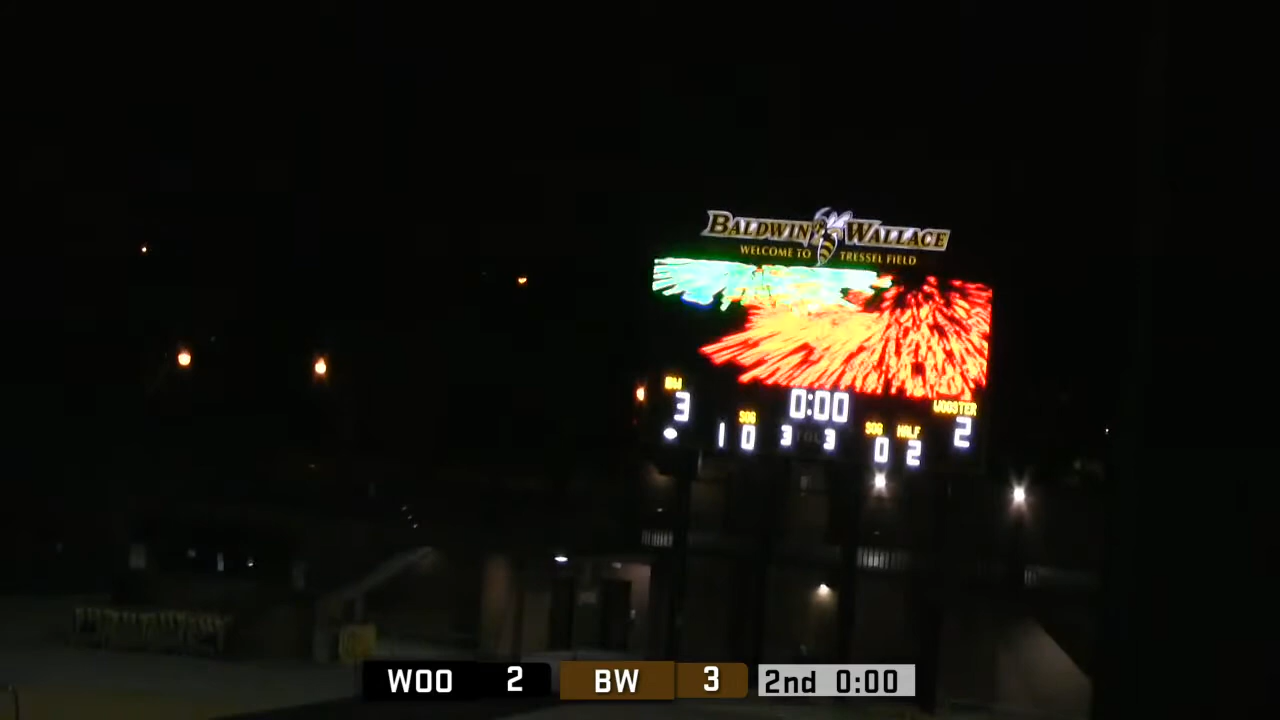 BALDWIN WALLACE
WELCOME TO TRESSEL FIELD
BW 0:00 WOOSTER
3 2
SOG SOG HALF
1 0 3 3 0 2
WOO 2 BW 3 2nd 0:00